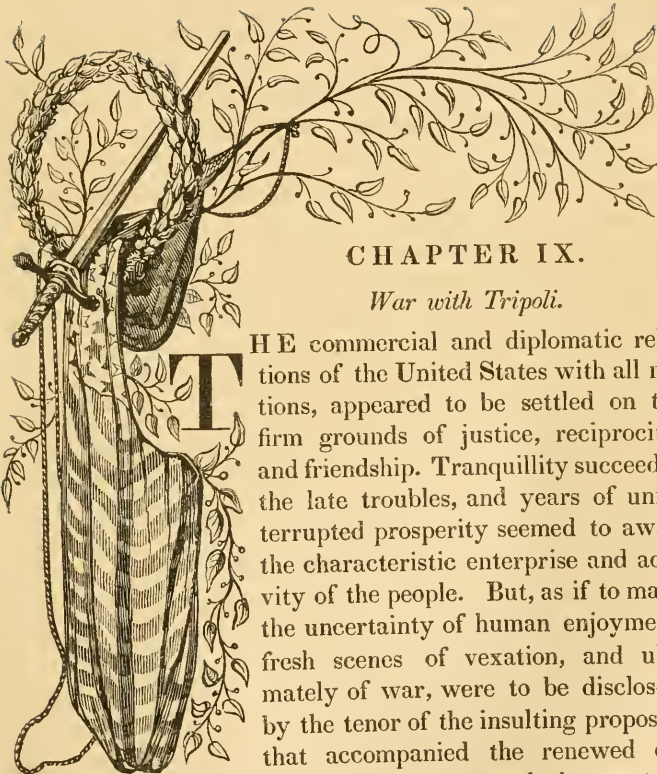 CHAPTER IX.
War with Tripoli.
THE commercial and diplomatic rel
tions of the United States with all n
tions, appeared to be settled on t
firm grounds of justice, reciproci
and friendship. Tranquillity succeed
the late troubles, and years of uni
terrupted prosperity seemed to aw
the characteristic enterprise and ac
vity of the people. But, as if to ma
the uncertainty of human enjoyme
fresh scenes of vexation, and u
mately of war, were to be disclos
by the tenor of the insulting propos
that accompanied the renewed